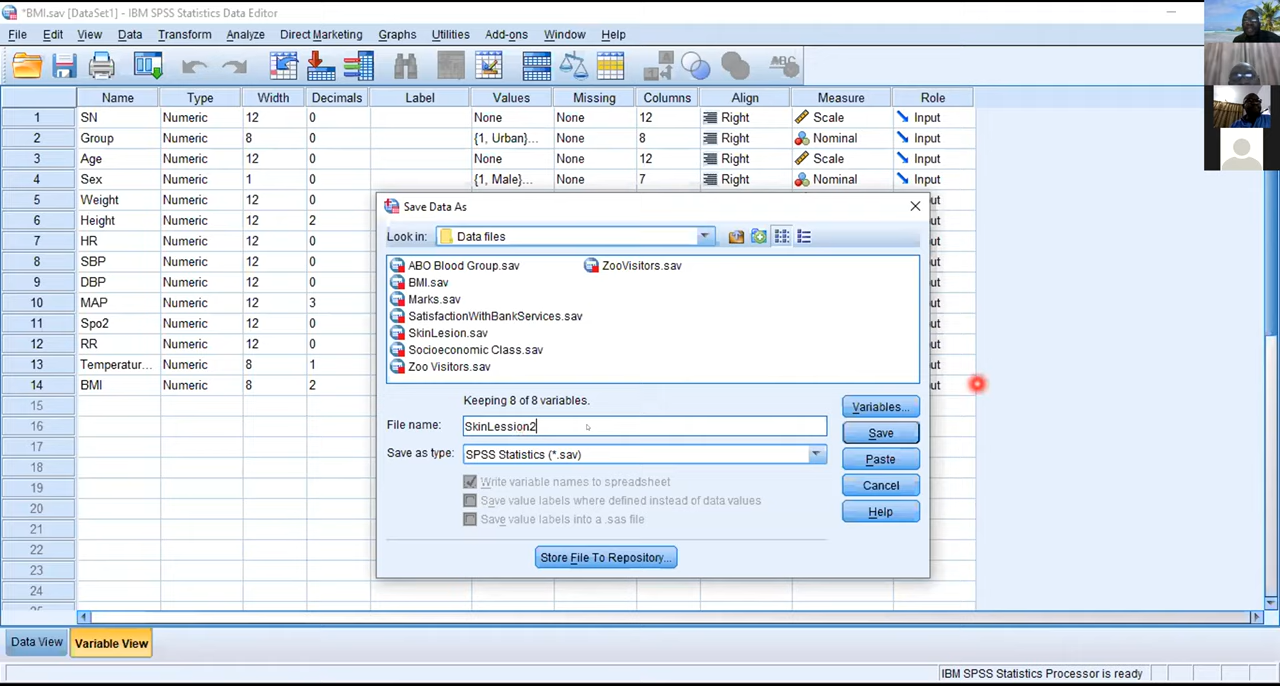 *BMI.sav [DataSet1] - IBM SPSS Statistics Data Editor
File Edit View Data Transform Analyze Direct Marketing Graphs Utilities Add-ons Window Help
Name Type Width Decimals Label Values Missing Columns Align Measure Role
1 SN Numeric 12 0 None None 12 Right Scale Input
2 Group Numeric 8 0 {1, Urban}... None 8 Right Nominal Input
3 Age Numeric 12 0 None None 12 Right Scale Input
4 Sex Numeric 1 0 {1, Male}... None 7 Right Nominal Input
5 Weight Numeric 12 0
6 Height Numeric 12 2
7 HR Numeric 12 0
8 SBP Numeric 12 0
9 DBP Numeric 12 0
10 MAP Numeric 12 3
11 Spo2 Numeric 12 0
12 RR Numeric 12 0
13 Temperatur... Numeric 8 1
14 BMI Numeric 8 2
15
16
17
18
19
20
21
22
23
24
Save Data As
Look in: Data files
ABO Blood Group.sav ZooVisitors.sav
BMI.sav
Marks.sav
SatisfactionWithBankServices.sav
SkinLesion.sav
Socioeconomic Class.sav
Zoo Visitors.sav
Keeping 8 of 8 variables.
Variables...
File name: SkinLession2
Save
Save as type: SPSS Statistics (*.sav)
Paste
Write variable names to spreadsheet
Cancel
Save value labels where defined instead of data values
Save value labels into a .sas file
Help
Store File To Repository...
Data View Variable View
IBM SPSS Statistics Processor is ready